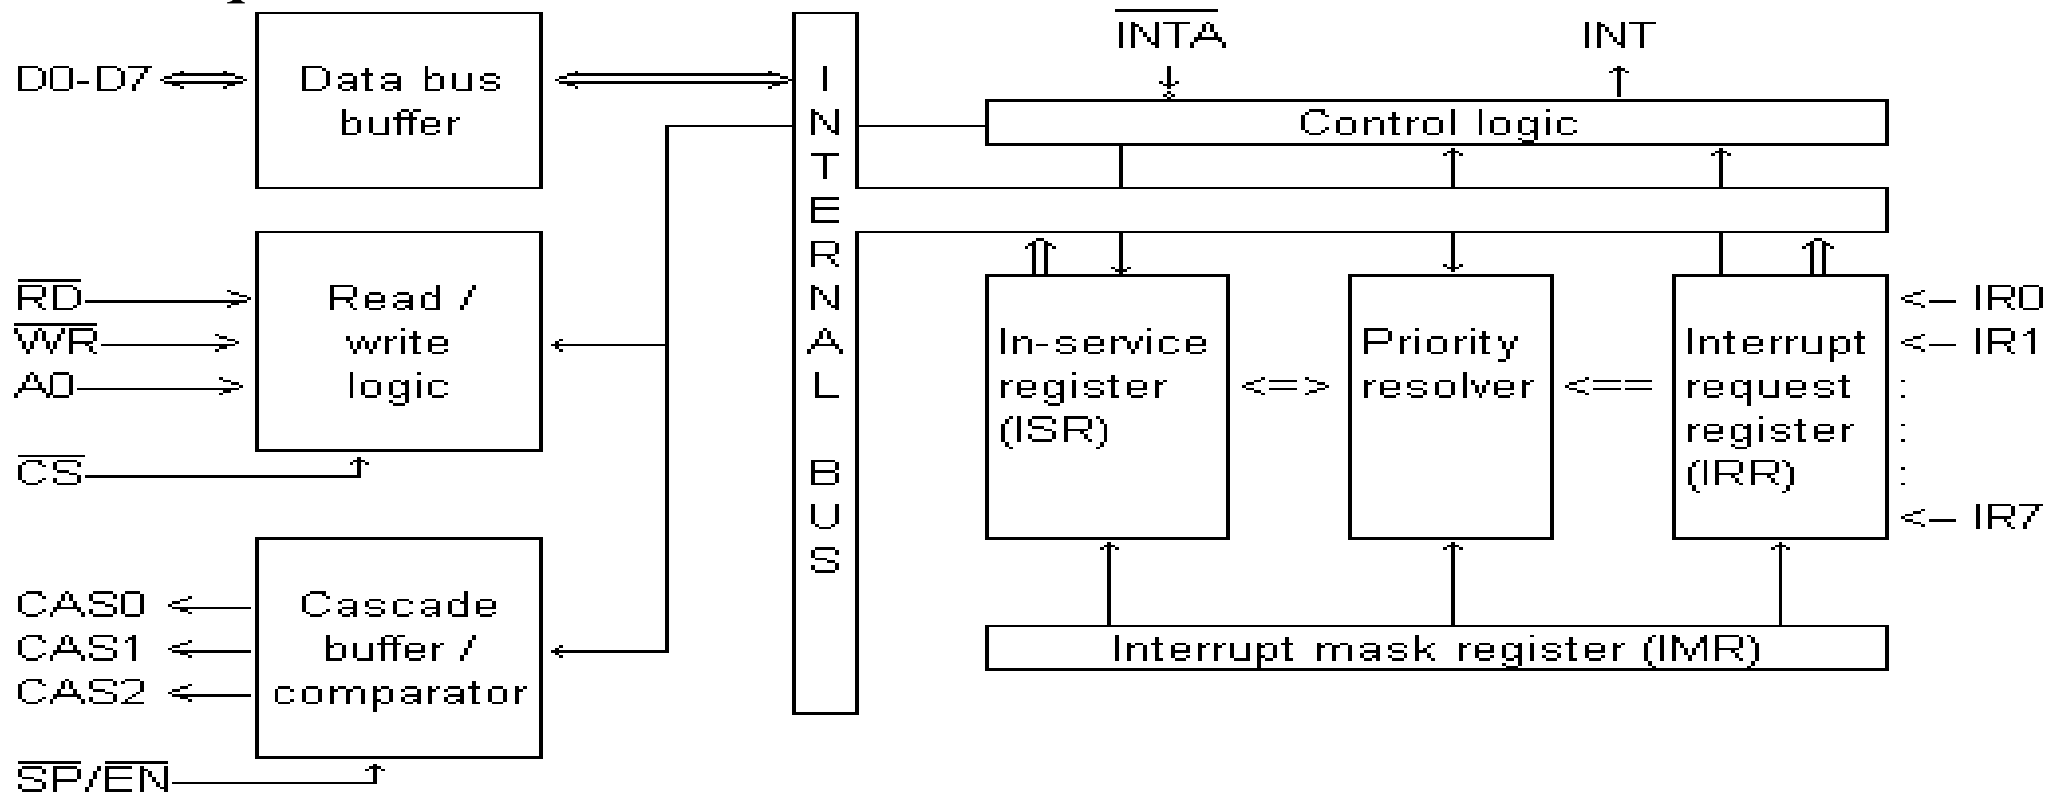 INTA
INT
D0-D7
Data bus
buffer
Control logic
INTERNAL BUS
RD
WR
A0
CS
Read /
write
logic
In-service
register
(ISR)
<=>
Priority
resolver
<==
Interrupt
request
register
(IRR)
<– IR0
<– IR1
:
:
:
<– IR7
CAS0
CAS1
CAS2
SP/EN
Cascade
buffer /
comparator
Interrupt mask register (IMR)